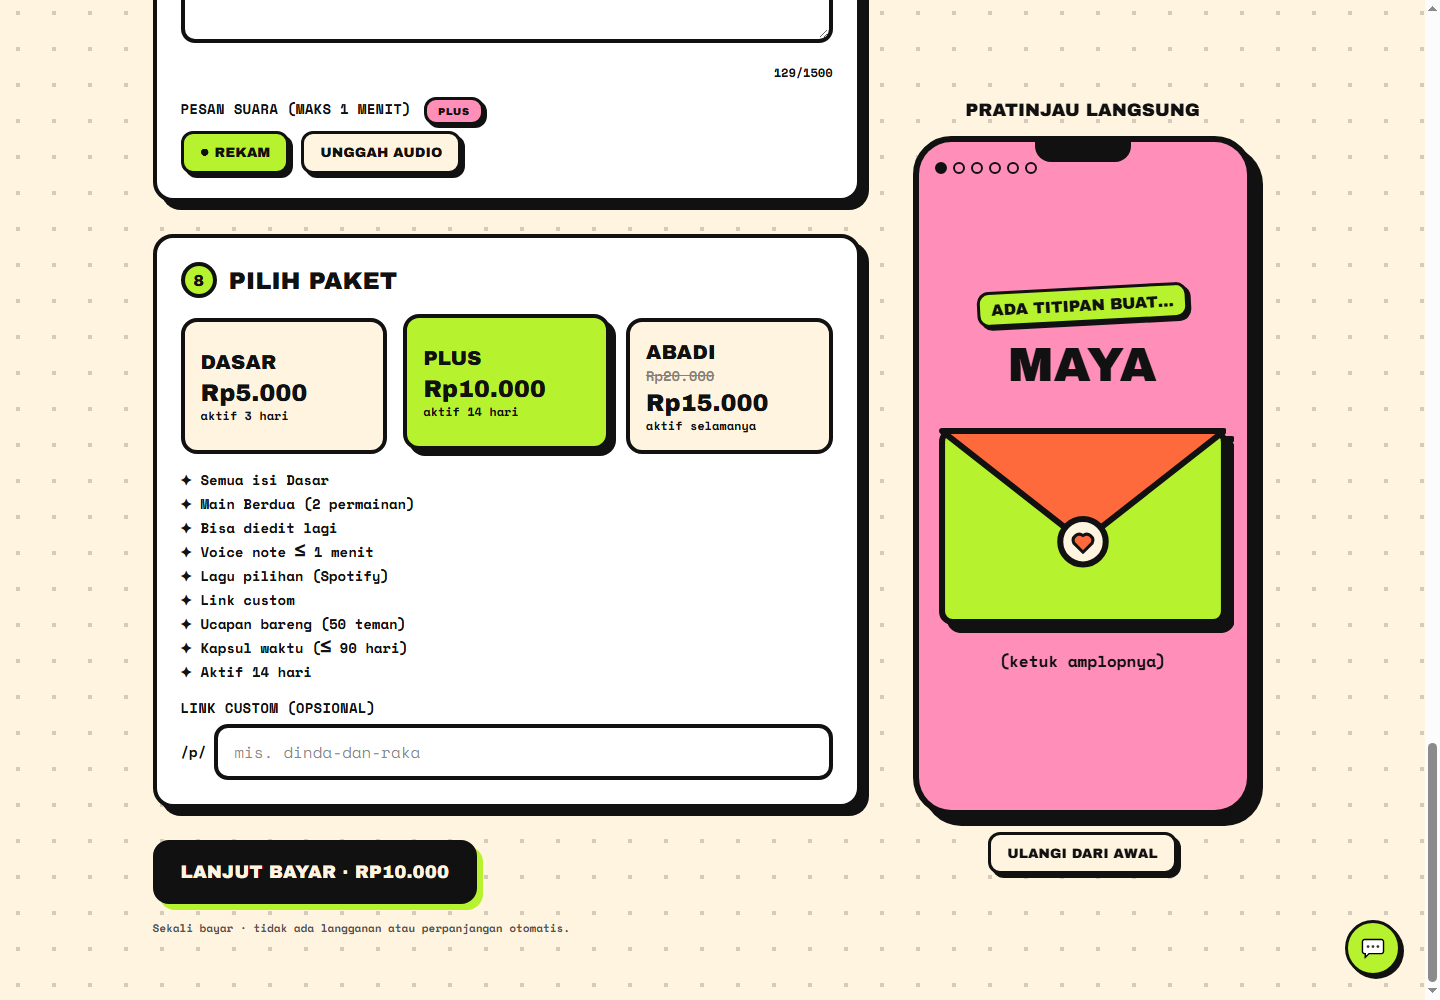 129/1500
PESAN SUARA (MAKS 1 MENIT) PLUS
REKAM UNGGAH AUDIO
8 PILIH PAKET
DASAR
Rp5.000
aktif 3 hari
PLUS
Rp10.000
aktif 14 hari
ABADI
Rp20.000
Rp15.000
aktif selamanya
✦ Semua isi Dasar
✦ Main Berdua (2 permainan)
✦ Bisa diedit lagi
✦ Voice note ≤ 1 menit
✦ Lagu pilihan (Spotify)
✦ Link custom
✦ Ucapan bareng (50 teman)
✦ Kapsul waktu (≤ 90 hari)
✦ Aktif 14 hari
LINK CUSTOM (OPSIONAL)
/p/ mis. dinda-dan-raka
LANJUT BAYAR · RP10.000
Sekali bayar · tidak ada langganan atau perpanjangan otomatis.
PRATINJAU LANGSUNG
ADA TITIPAN BUAT...
MAYA
(ketuk amplopnya)
ULANGI DARI AWAL